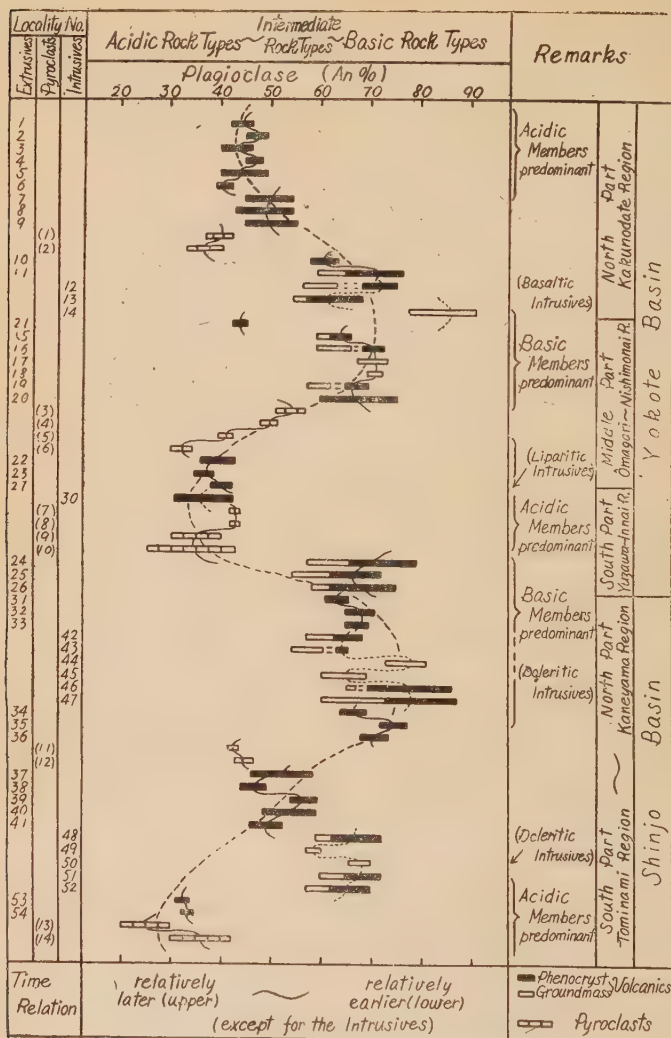 Locality No.
Extrusives
Pyroclasts
Intrusives
Acidic Rock Types ~ Intermediate Rock Types ~ Basic Rock Types
Plagioclase (An %)
20 30 40 50 60 70 80 90
Remarks
1
2
3
4
5
6
7
8
9
(1)
(2)
10
11
12
13
14
21
15
16
17
18
19
20
(3)
(4)
(5)
(6)
22
23
27
30
(7)
(8)
(9)
(10)
24
25
26
31
32
33
42
43
44
45
46
47
34
35
36
(11)
(12)
37
38
39
40
41
48
49
50
51
52
53
54
(13)
(14)
Acidic
Members
predominant
(Basaltic
Intrusives)
Basic
Members
predominant
(Liparitic
Intrusives)
Acidic
Members
predominant
Basic
Members
predominant
(Doleritic
Intrusives)
(Doleritic
Intrusives)
Acidic
Members
predominant
North Part
Kakunodate Region
Middle Part
Ômagari~Nishimonai R.
South Part
Yuzawa-Innai R.
North Part
Kaneyama Region
South Part
Tominami Region
Yokote Basin
Shinjo Basin
Time
Relation
relatively
later (upper)
~
relatively
earlier (lower)
(except for the Intrusives)
Phenocryst
Groundmass
Volcanics
Pyroclasts